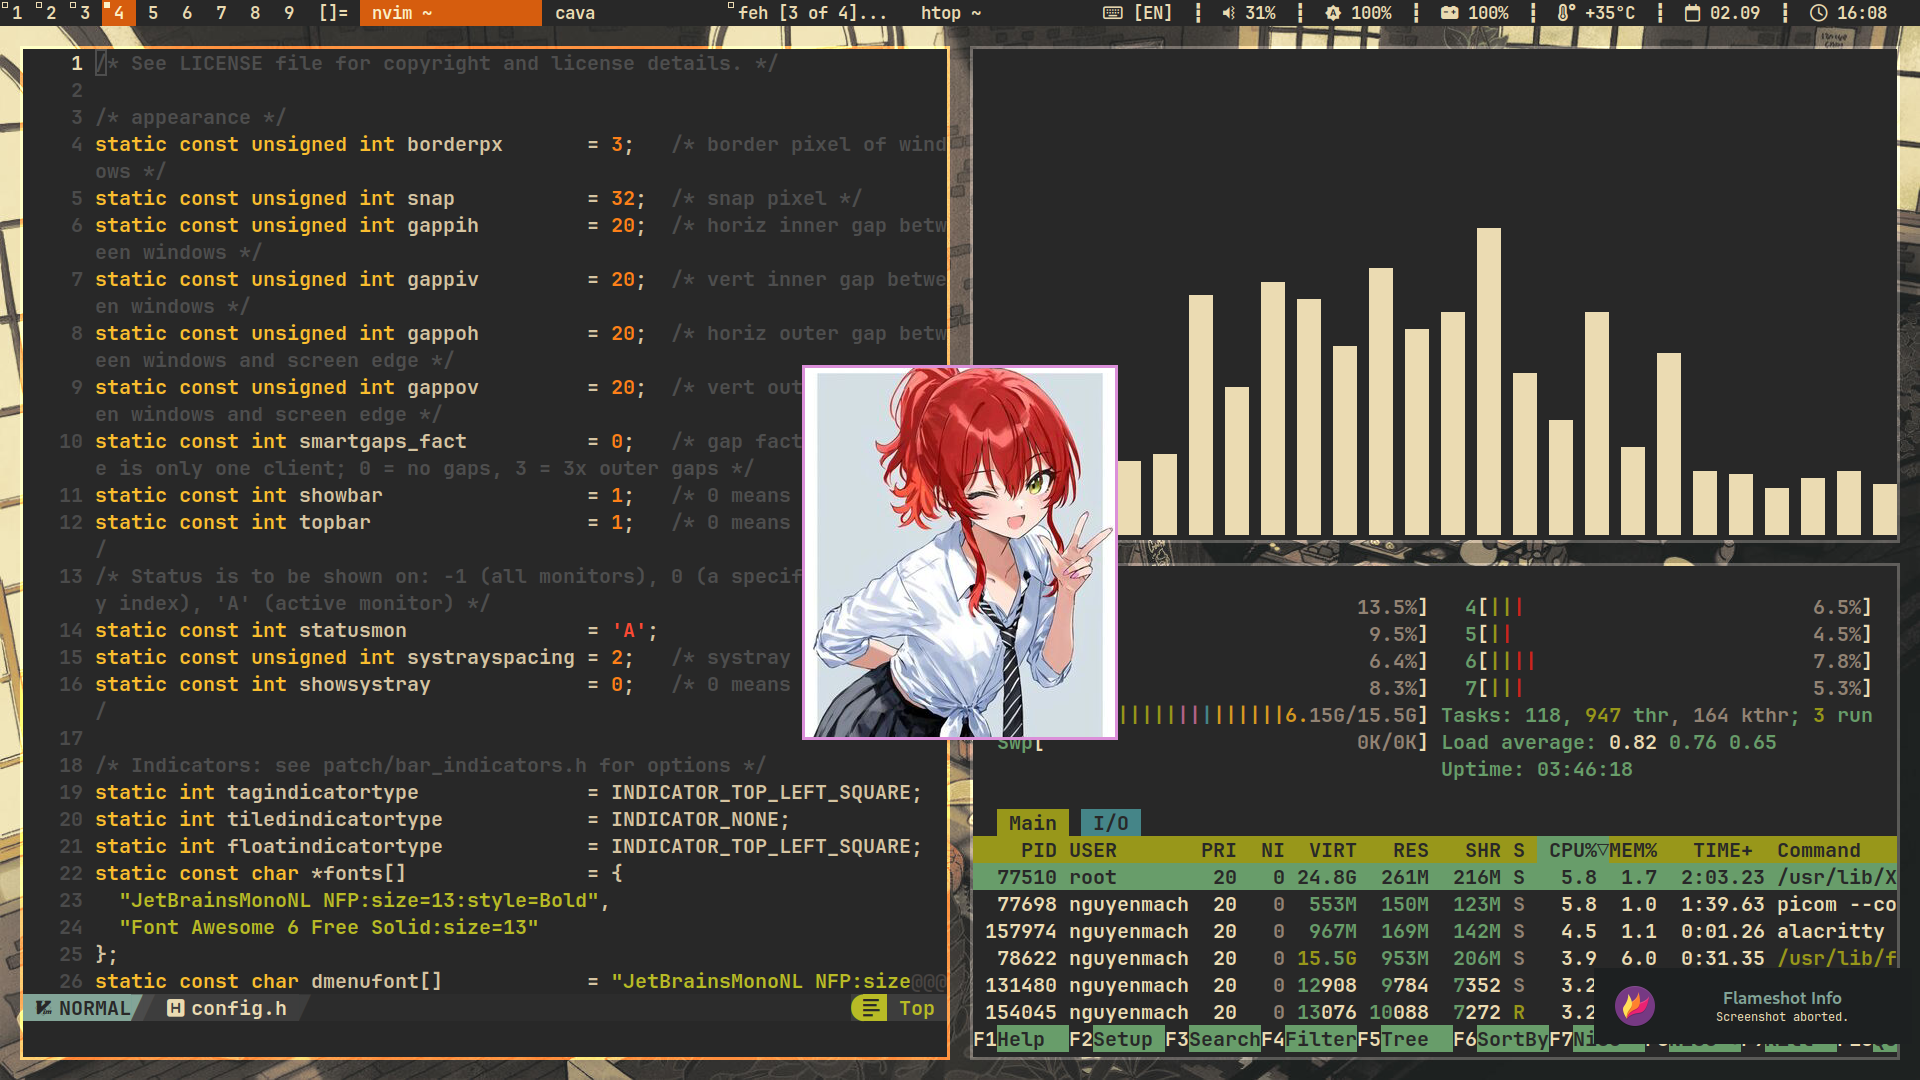 1 2 3 4 5 6 7 8 9 []= nvim ~ cava feh [3 of 4]... htop ~ [EN] 31% 100% 100% +35°C 02.09 16:08
1 /* See LICENSE file for copyright and license details. */
2
3 /* appearance */
4 static const unsigned int borderpx = 3; /* border pixel of wind
ows */
5 static const unsigned int snap = 32; /* snap pixel */
6 static const unsigned int gappih = 20; /* horiz inner gap betw
een windows */
7 static const unsigned int gappiv = 20; /* vert inner gap betwe
en windows */
8 static const unsigned int gappoh = 20; /* horiz outer gap betw
een windows and screen edge */
9 static const unsigned int gappov = 20; /* vert out
en windows and screen edge */
10 static const int smartgaps_fact = 0; /* gap fact
e is only one client; 0 = no gaps, 3 = 3x outer gaps */
11 static const int showbar = 1; /* 0 means
12 static const int topbar = 1; /* 0 means
/
13 /* Status is to be shown on: -1 (all monitors), 0 (a specif
y index), 'A' (active monitor) */
14 static const int statusmon = 'A';
15 static const unsigned int systrayspacing = 2; /* systray
16 static const int showsystray = 0; /* 0 means
/
17
18 /* Indicators: see patch/bar_indicators.h for options */
19 static int tagindicatortype = INDICATOR_TOP_LEFT_SQUARE;
20 static int tiledindicatortype = INDICATOR_NONE;
21 static int floatindicatortype = INDICATOR_TOP_LEFT_SQUARE;
22 static const char *fonts[] = {
23 "JetBrainsMonoNL NFP:size=13:style=Bold",
24 "Font Awesome 6 Free Solid:size=13"
25 };
26 static const char dmenufont[] = "JetBrainsMonoNL NFP:size@@@
NORMAL config.h Top
13.5%] 4[||| 6.5%]
9.5%] 5[|| 4.5%]
6.4%] 6[|||| 7.8%]
8.3%] 7[||| 5.3%]
||||||||||||||6.15G/15.5G] Tasks: 118, 947 thr, 164 kthr; 3 run
Swp[ 0K/0K] Load average: 0.82 0.76 0.65
Uptime: 03:46:18
Main I/O
PID USER PRI NI VIRT RES SHR S CPU%▽MEM% TIME+ Command
77510 root 20 0 24.8G 261M 216M S 5.8 1.7 2:03.23 /usr/lib/X
77698 nguyenmach 20 0 553M 150M 123M S 5.8 1.0 1:39.63 picom --co
157974 nguyenmach 20 0 967M 169M 142M S 4.5 1.1 0:01.26 alacritty
78622 nguyenmach 20 0 15.5G 953M 206M S 3.9 6.0 0:31.35 /usr/lib/f
131480 nguyenmach 20 0 12908 9784 7352 S 3.2
154045 nguyenmach 20 0 13076 10088 7272 R 3.2
F1Help F2Setup F3SearchF4FilterF5Tree F6SortByF7Ni
Flameshot Info
Screenshot aborted.